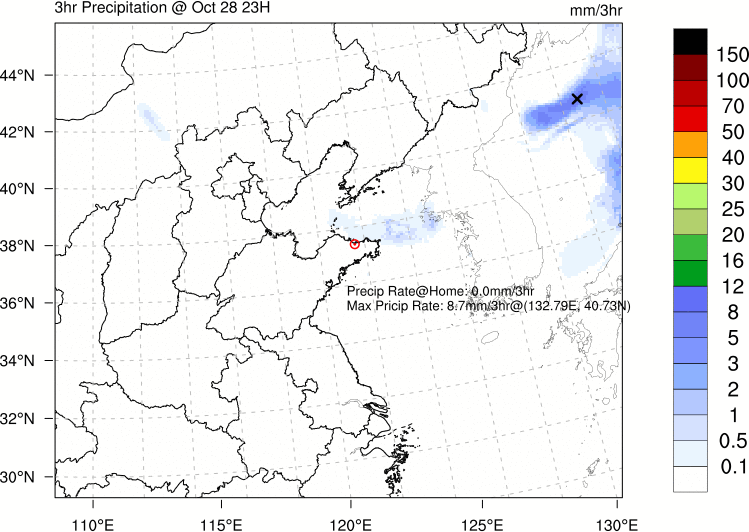 3hr Precipitation @ Oct 28 23H
mm/3hr
44°N
42°N
40°N
38°N
36°N
34°N
32°N
30°N
110°E
115°E
120°E
125°E
130°E
Precip Rate@Home: 0.0mm/3hr
Max Pricip Rate: 8.7mm/3hr@(132.79E, 40.73N)
150
100
70
50
40
30
25
20
16
12
8
5
3
2
1
0.5
0.1